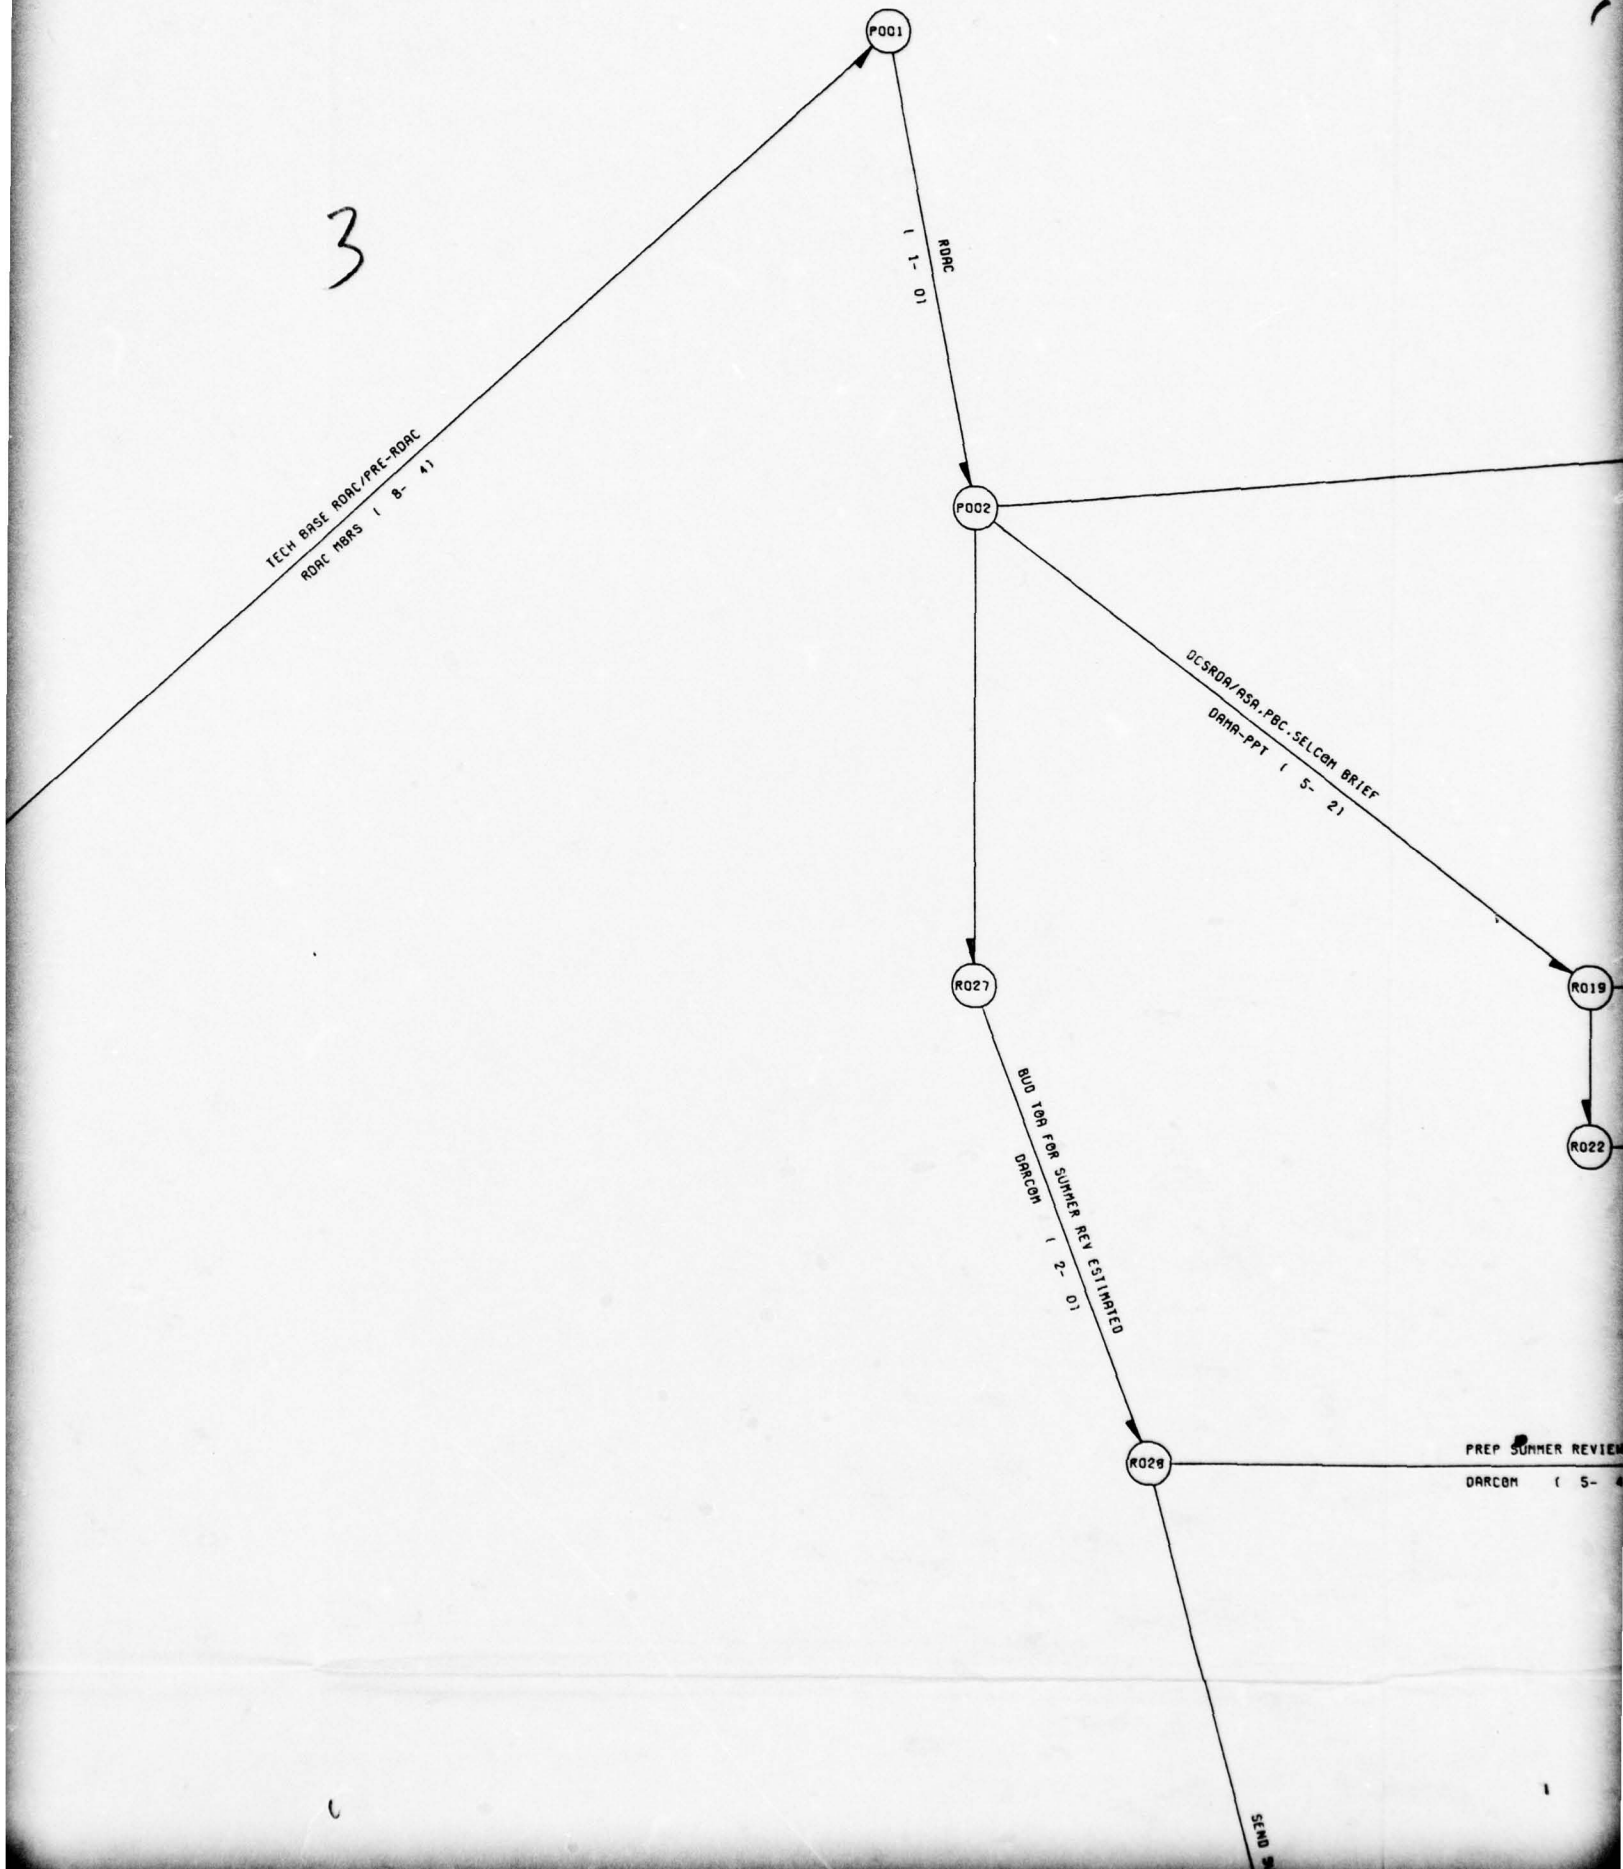 P001
3
RDAC
( 1- 0)
TECH BASE RDAC/PRE-RDAC
RDAC MBRS ( 8- 4)
P002
DCSRDA/ASA,PBC,SELCOM BRIEF
DAMA-PPT ( 5- 2)
R027
R019
BUD TOA FOR SUMMER REV ESTIMATED
DARCOM ( 2- 0)
R022
R028
PREP SUMMER REVIEW
DARCOM ( 5- 4
SEND